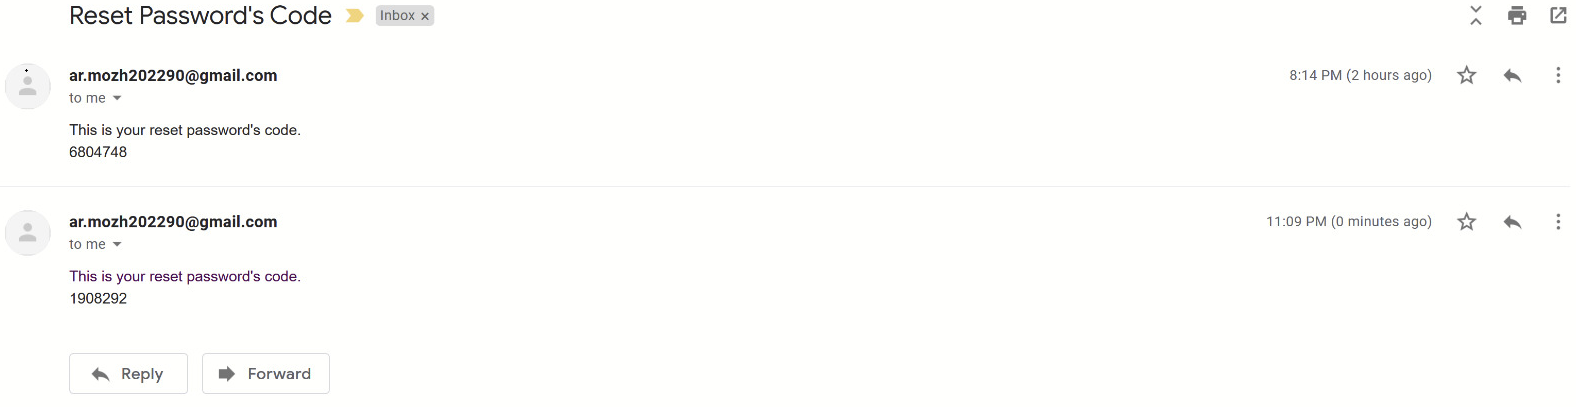 Reset Password's Code Inbox x
ar.mozh202290@gmail.com 8:14 PM (2 hours ago)
to me
This is your reset password's code.
6804748
ar.mozh202290@gmail.com 11:09 PM (0 minutes ago)
to me
This is your reset password's code.
1908292
Reply Forward